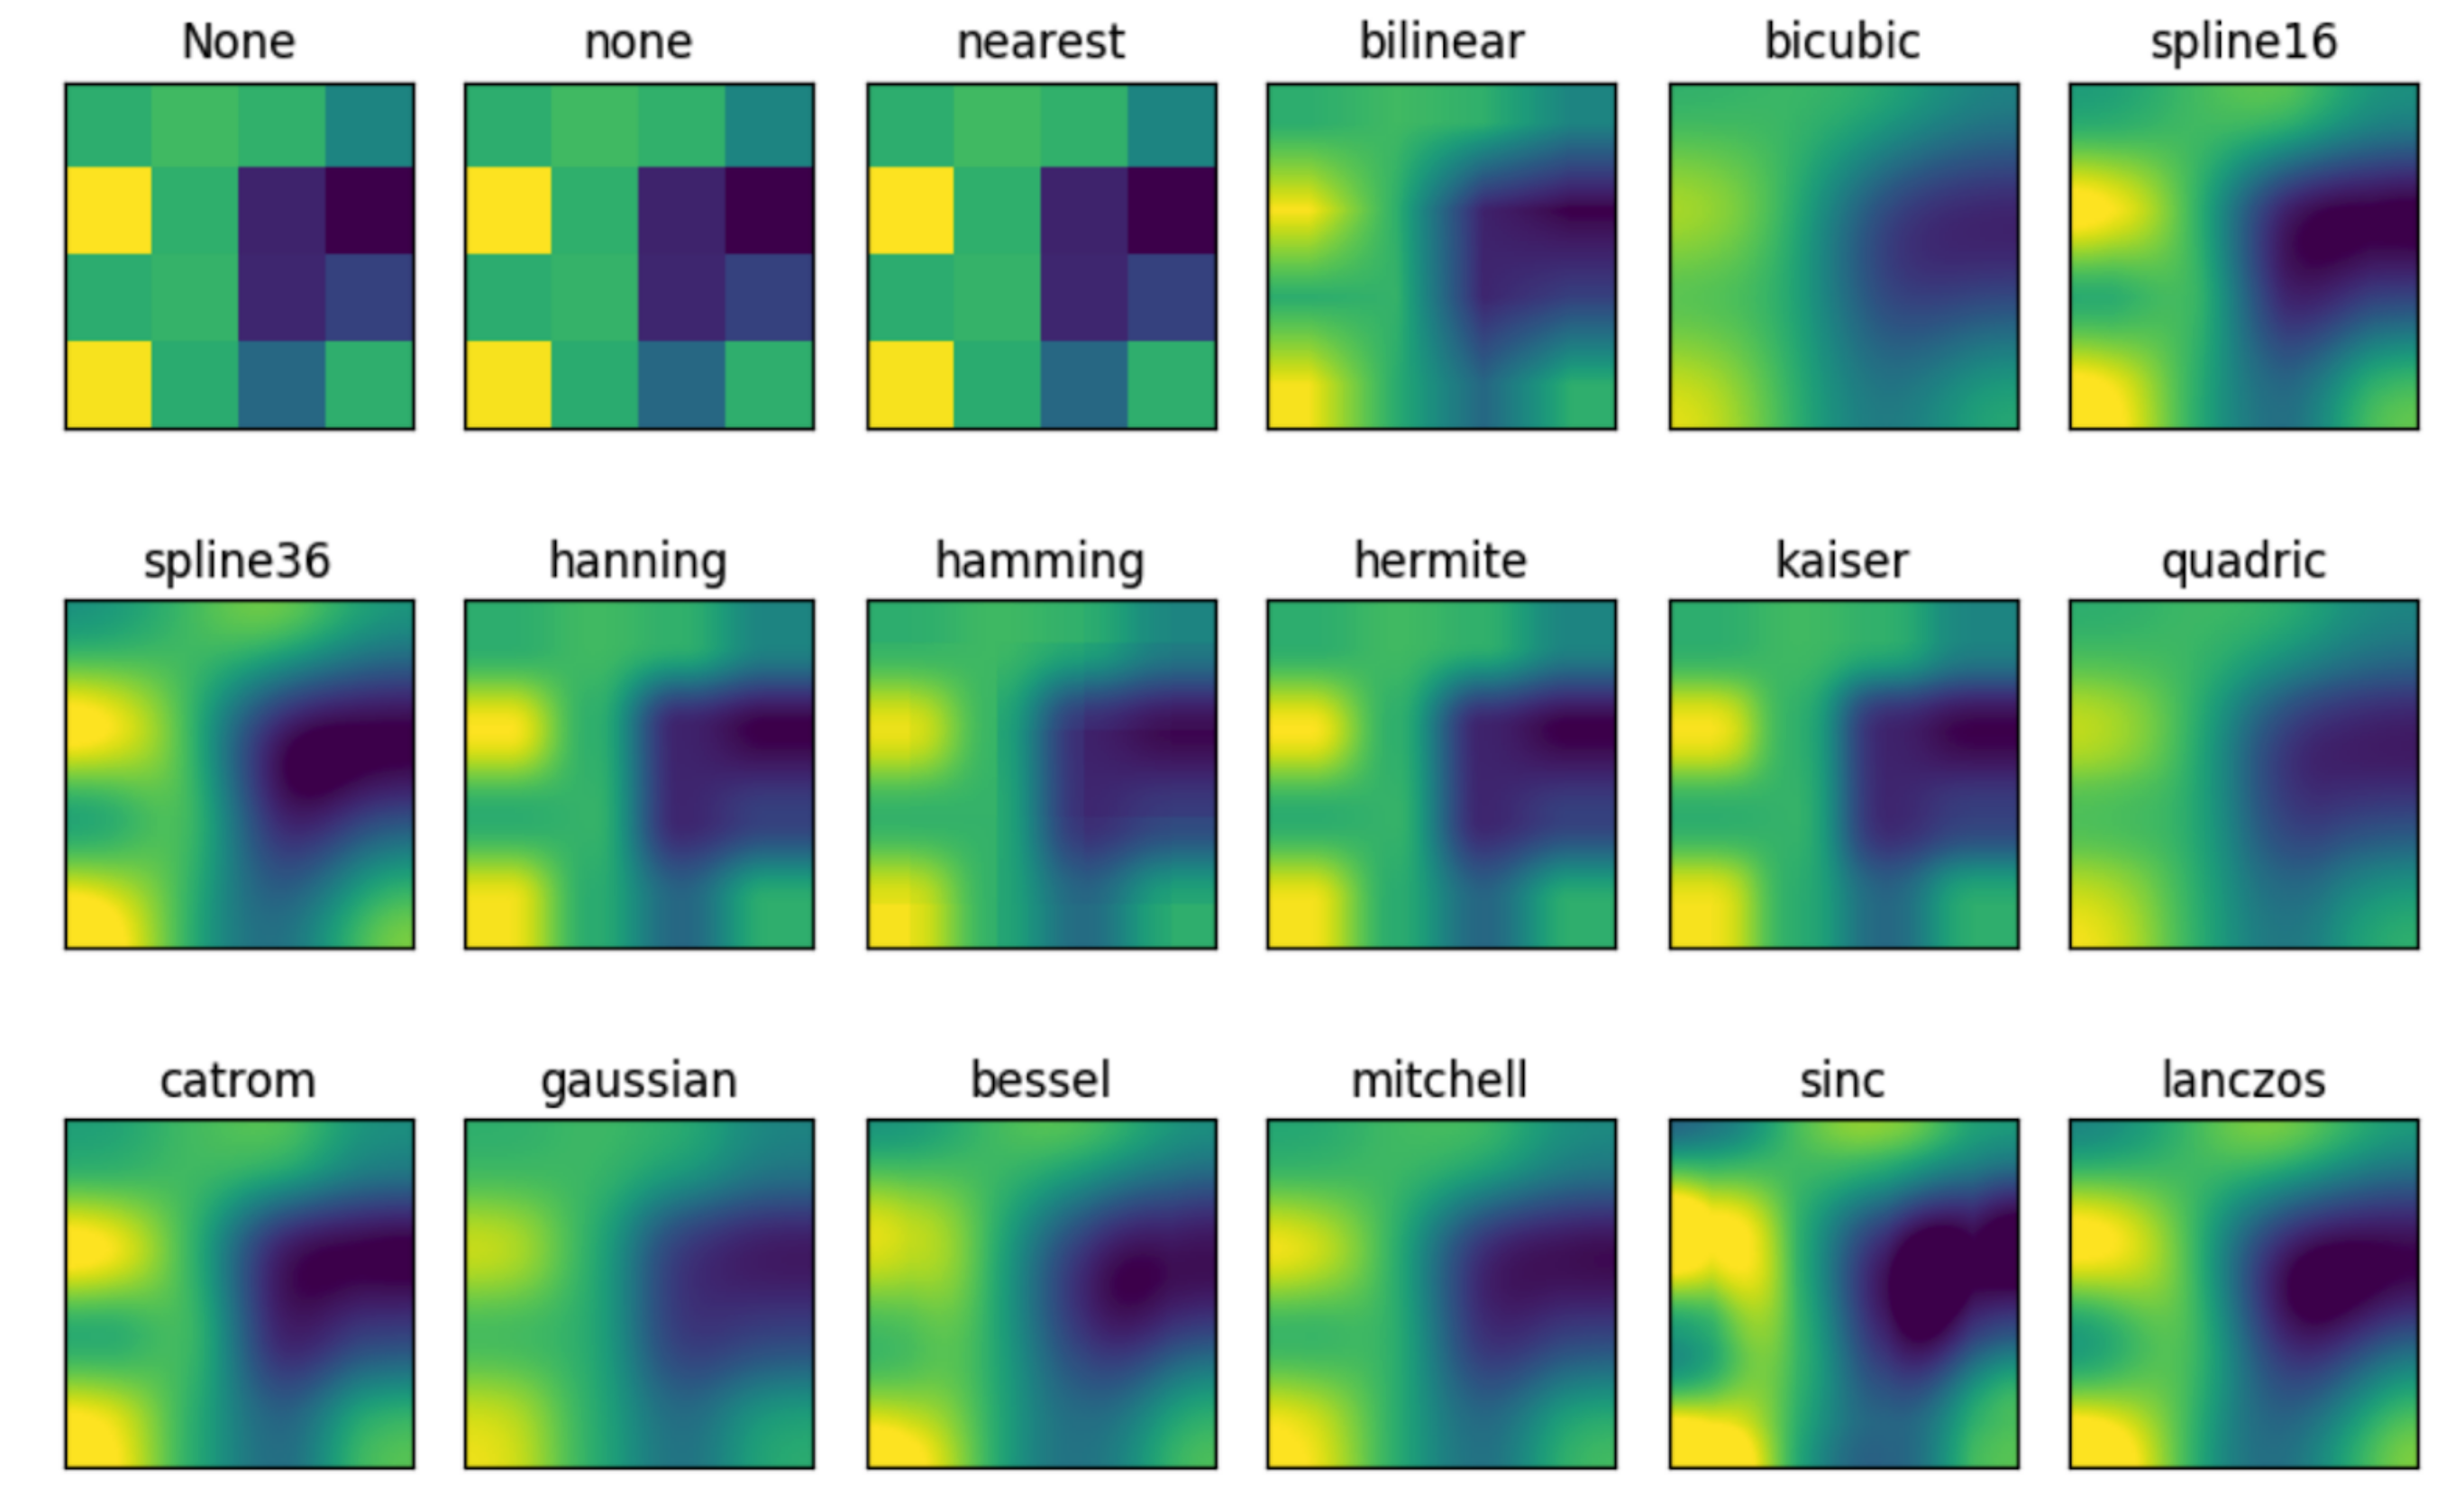 None none nearest bilinear bicubic spline16
spline36 hanning hamming hermite kaiser quadric
catrom gaussian bessel mitchell sinc lanczos